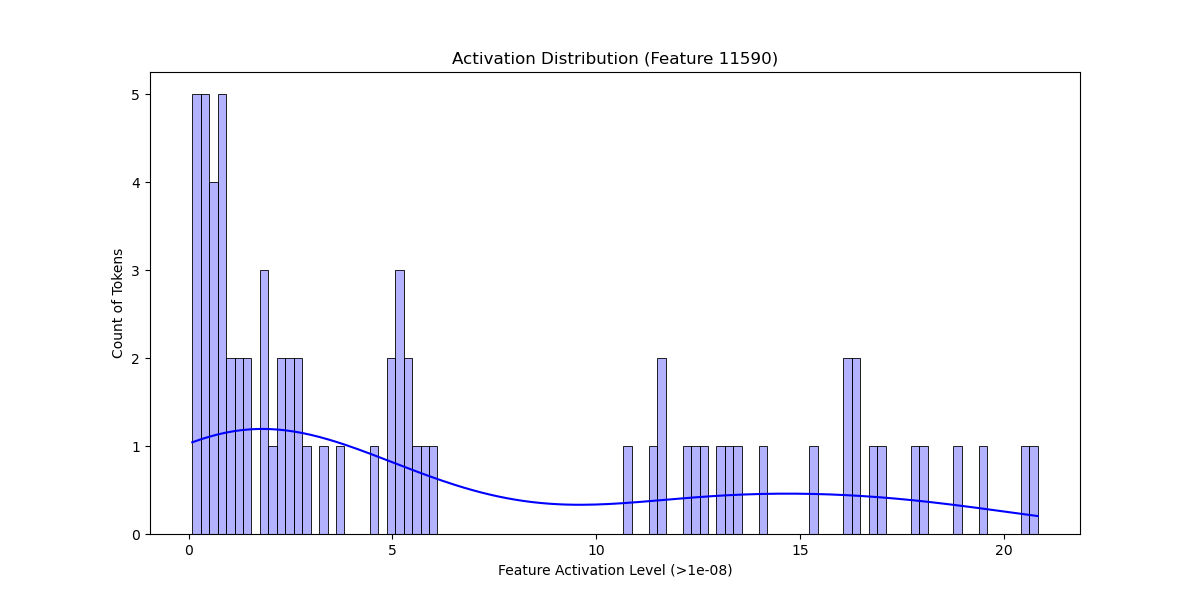 Activation Distribution (Feature 11590)
Count of Tokens
5
4
3
2
1
0
0 5 10 15 20
Feature Activation Level (>1e-08)